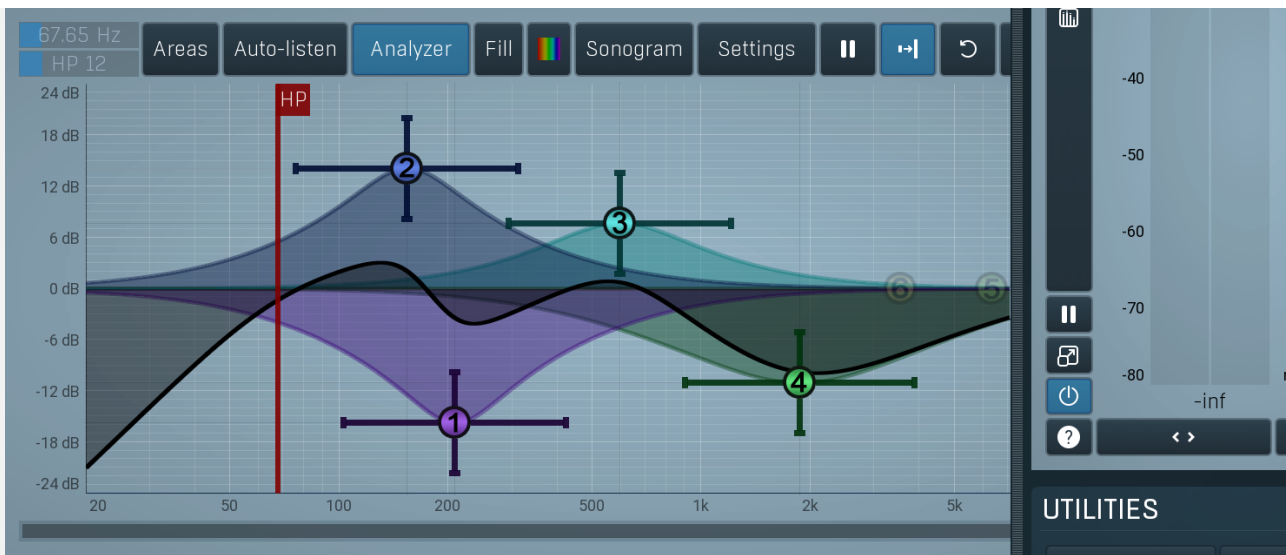 67.65 Hz
HP 12
Areas Auto-listen Analyzer Fill Sonogram Settings
HP
24 dB
18 dB
12 dB
6 dB
0 dB
-6 dB
-12 dB
-18 dB
-24 dB
2
3
6
5
4
1
20 50 100 200 500 1k 2k 5k
-40
-50
-60
-70
-80
-inf
?
< >
UTILITIES